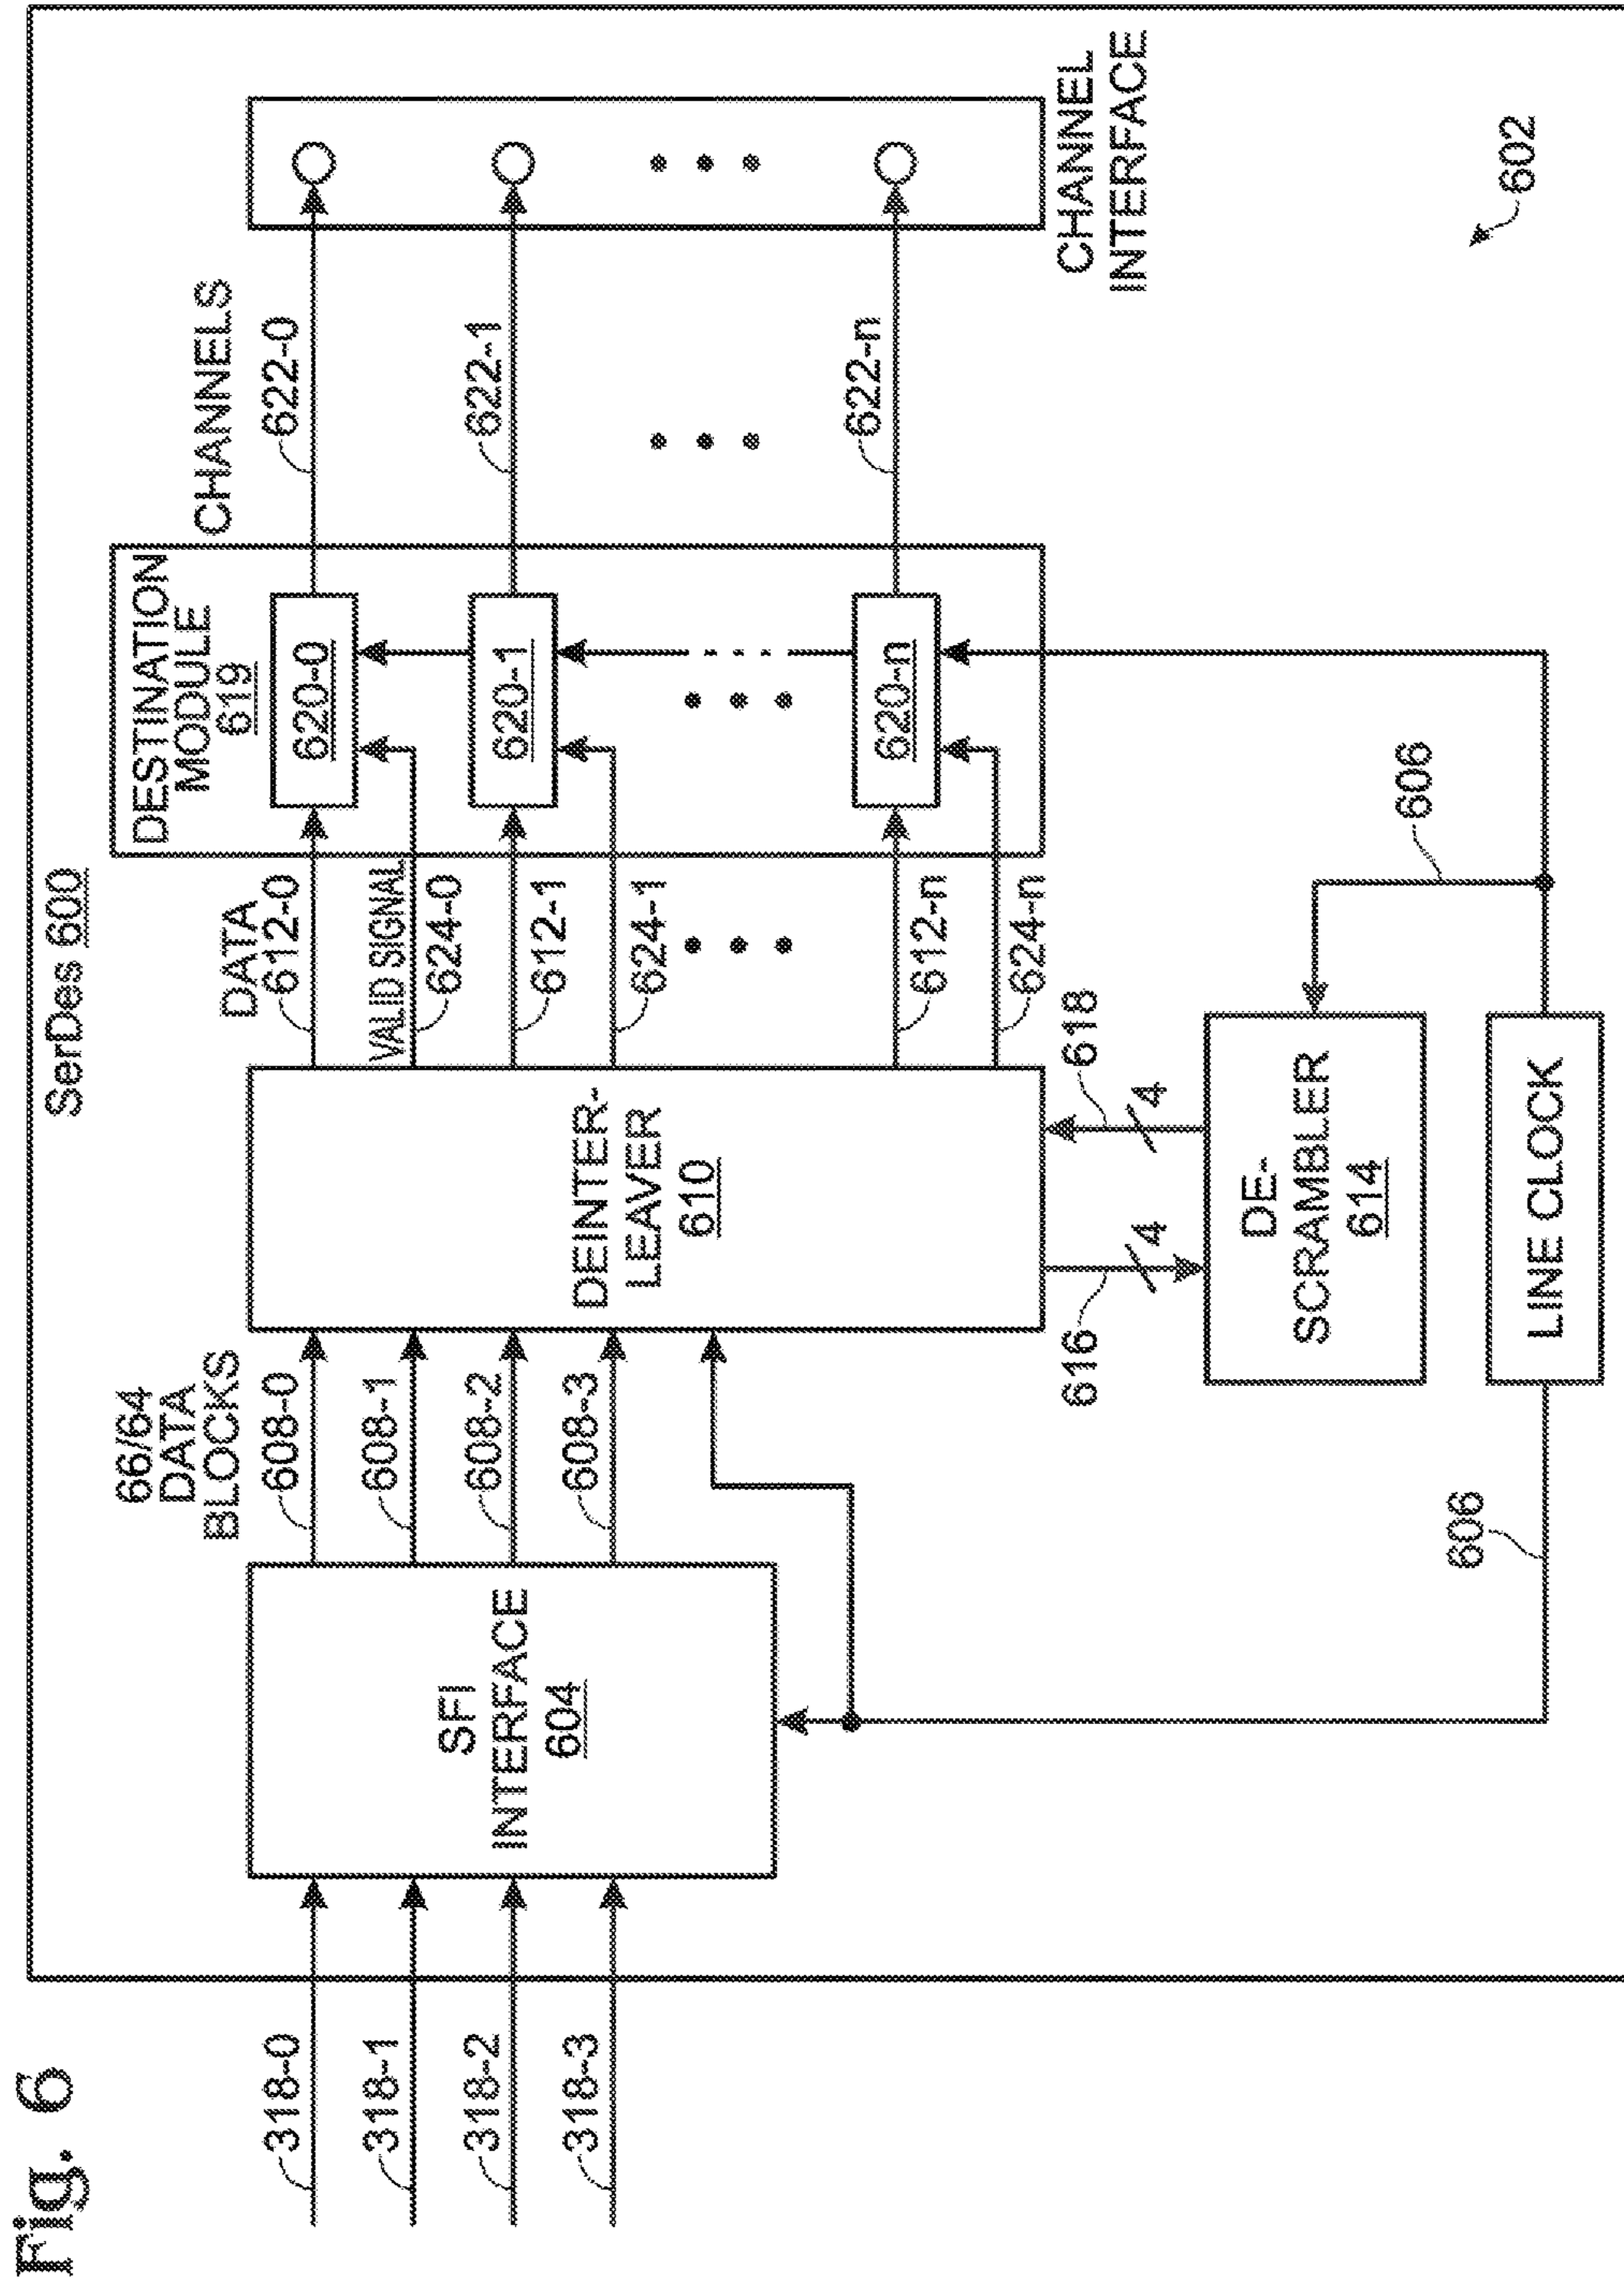 Fig. 6
SerDes 600
318-0
318-1
318-2
318-3
SFI
INTERFACE
604
66/64
DATA
BLOCKS
608-0
608-1
608-2
608-3
DEINTER-
LEAVER
610
DATA
612-0
VALID SIGNAL
624-0
612-1
624-1
612-n
624-n
DESTINATION
MODULE
619
620-0
620-1
620-n
CHANNELS
622-0
622-1
622-n
CHANNEL
INTERFACE
616
4
618
4
DE-
SCRAMBLER
614
606
606
LINE CLOCK
602